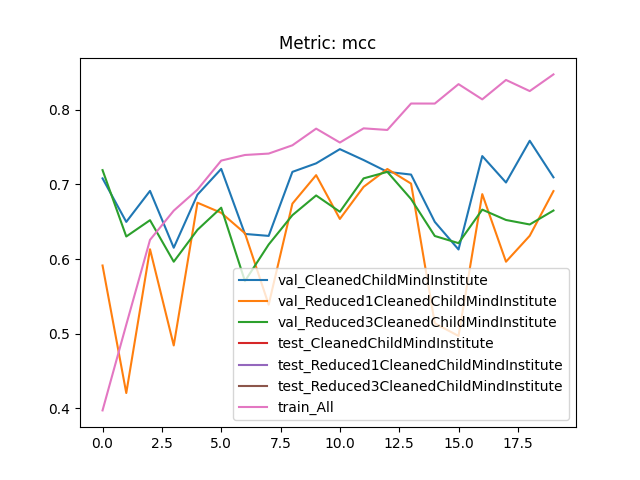 Metric: mcc
0.8
0.7
0.6
0.5
0.4
val_CleanedChildMindInstitute
val_Reduced1CleanedChildMindInstitute
val_Reduced3CleanedChildMindInstitute
test_CleanedChildMindInstitute
test_Reduced1CleanedChildMindInstitute
test_Reduced3CleanedChildMindInstitute
train_All
0.0 2.5 5.0 7.5 10.0 12.5 15.0 17.5